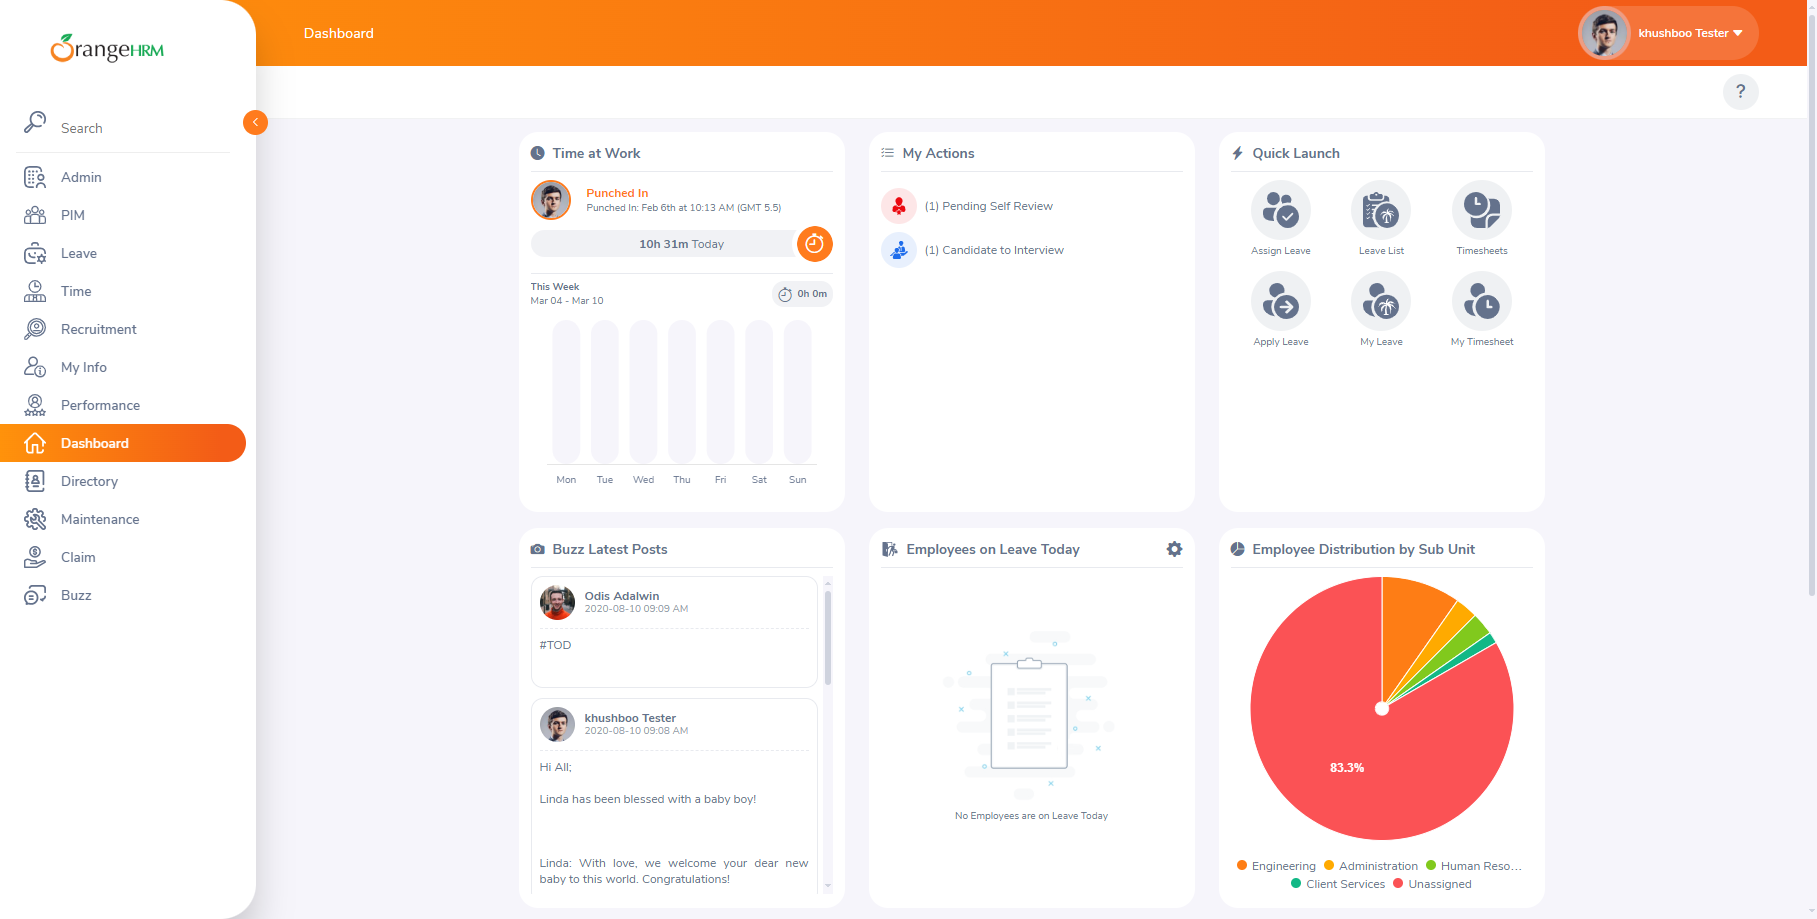 OrangeHRM
Search
Admin
PIM
Leave
Time
Recruitment
My Info
Performance
Dashboard
Directory
Maintenance
Claim
Buzz
Dashboard
khushboo Tester
?
Time at Work
Punched In
Punched In: Feb 6th at 10:13 AM (GMT 5.5)
10h 31m Today
This Week
Mar 04 - Mar 10
0h 0m
Mon Tue Wed Thu Fri Sat Sun
My Actions
(1) Pending Self Review
(1) Candidate to Interview
Quick Launch
Assign Leave Leave List Timesheets
Apply Leave My Leave My Timesheet
Buzz Latest Posts
Odis Adalwin
2020-08-10 09:09 AM
#TOD
khushboo Tester
2020-08-10 09:08 AM
Hi All;
Linda has been blessed with a baby boy!
Linda: With love, we welcome your dear new
baby to this world. Congratulations!
Employees on Leave Today
No Employees are on Leave Today
Employee Distribution by Sub Unit
83.3%
Engineering Administration Human Reso...
Client Services Unassigned